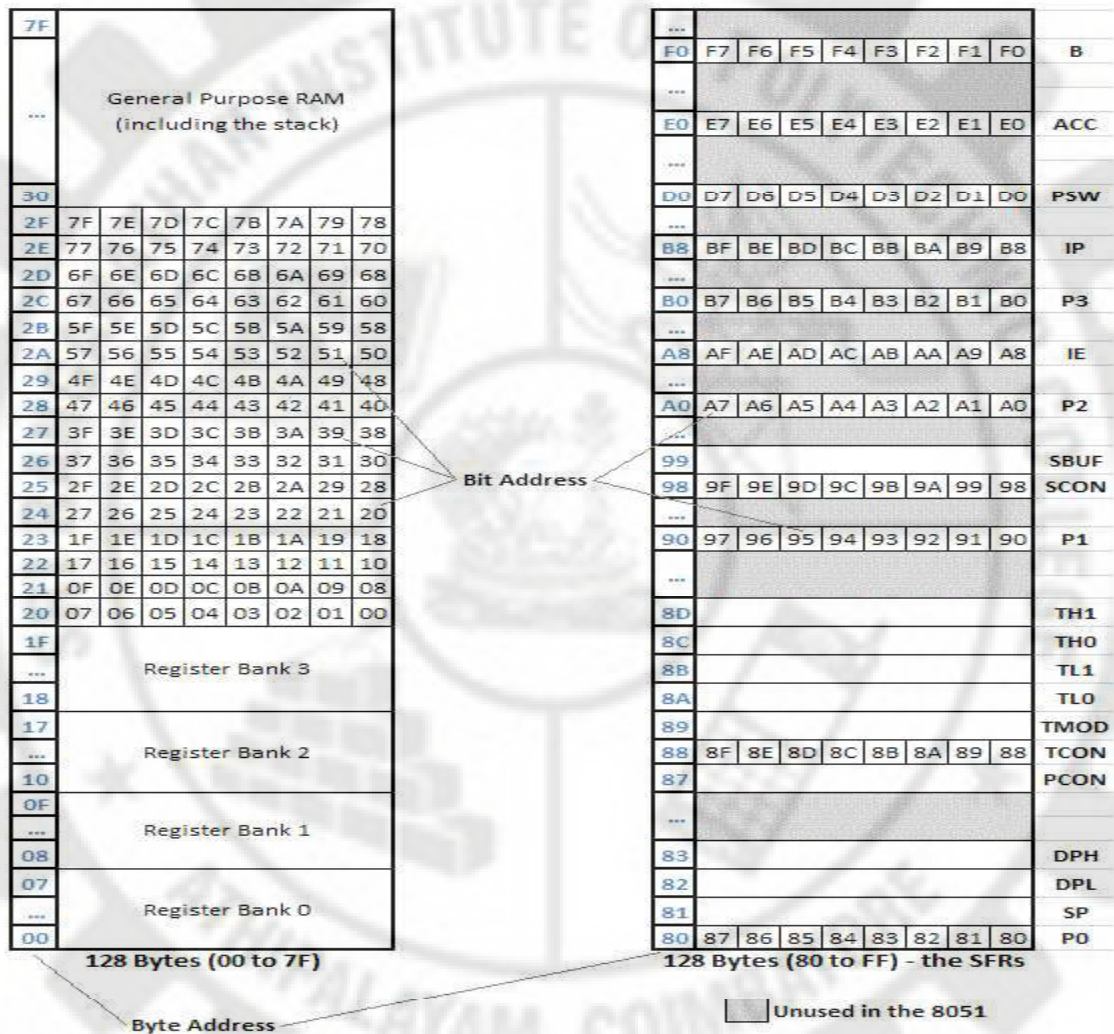 7F
...
General Purpose RAM
(including the stack)
30
2F 7F 7E 7D 7C 7B 7A 79 78
2E 77 76 75 74 73 72 71 70
2D 6F 6E 6D 6C 6B 6A 69 68
2C 67 66 65 64 63 62 61 60
2B 5F 5E 5D 5C 5B 5A 59 58
2A 57 56 55 54 53 52 51 50
29 4F 4E 4D 4C 4B 4A 49 48
28 47 46 45 44 43 42 41 40
27 3F 3E 3D 3C 3B 3A 39 38
26 37 36 35 34 33 32 31 30
25 2F 2E 2D 2C 2B 2A 29 28
24 27 26 25 24 23 22 21 20
23 1F 1E 1D 1C 1B 1A 19 18
22 17 16 15 14 13 12 11 10
21 0F 0E 0D 0C 0B 0A 09 08
20 07 06 05 04 03 02 01 00
1F
... Register Bank 3
18
17
... Register Bank 2
10
0F
... Register Bank 1
08
07
... Register Bank 0
00
128 Bytes (00 to 7F)
Byte Address
Bit Address
...
F0 F7 F6 F5 F4 F3 F2 F1 F0 B
...
E0 E7 E6 E5 E4 E3 E2 E1 E0 ACC
...
D0 D7 D6 D5 D4 D3 D2 D1 D0 PSW
...
B8 BF BE BD BC BB BA B9 B8 IP
...
B0 B7 B6 B5 B4 B3 B2 B1 B0 P3
...
A8 AF AE AD AC AB AA A9 A8 IE
...
A0 A7 A6 A5 A4 A3 A2 A1 A0 P2
...
99 SBUF
98 9F 9E 9D 9C 9B 9A 99 98 SCON
...
90 97 96 95 94 93 92 91 90 P1
...
8D TH1
8C TH0
8B TL1
8A TL0
89 TMOD
88 8F 8E 8D 8C 8B 8A 89 88 TCON
87 PCON
...
83 DPH
82 DPL
81 SP
80 87 86 85 84 83 82 81 80 P0
128 Bytes (80 to FF) - the SFRs
Unused in the 8051
INSTITUTE OF POLYTECHNIC
ATHIPALAYAM